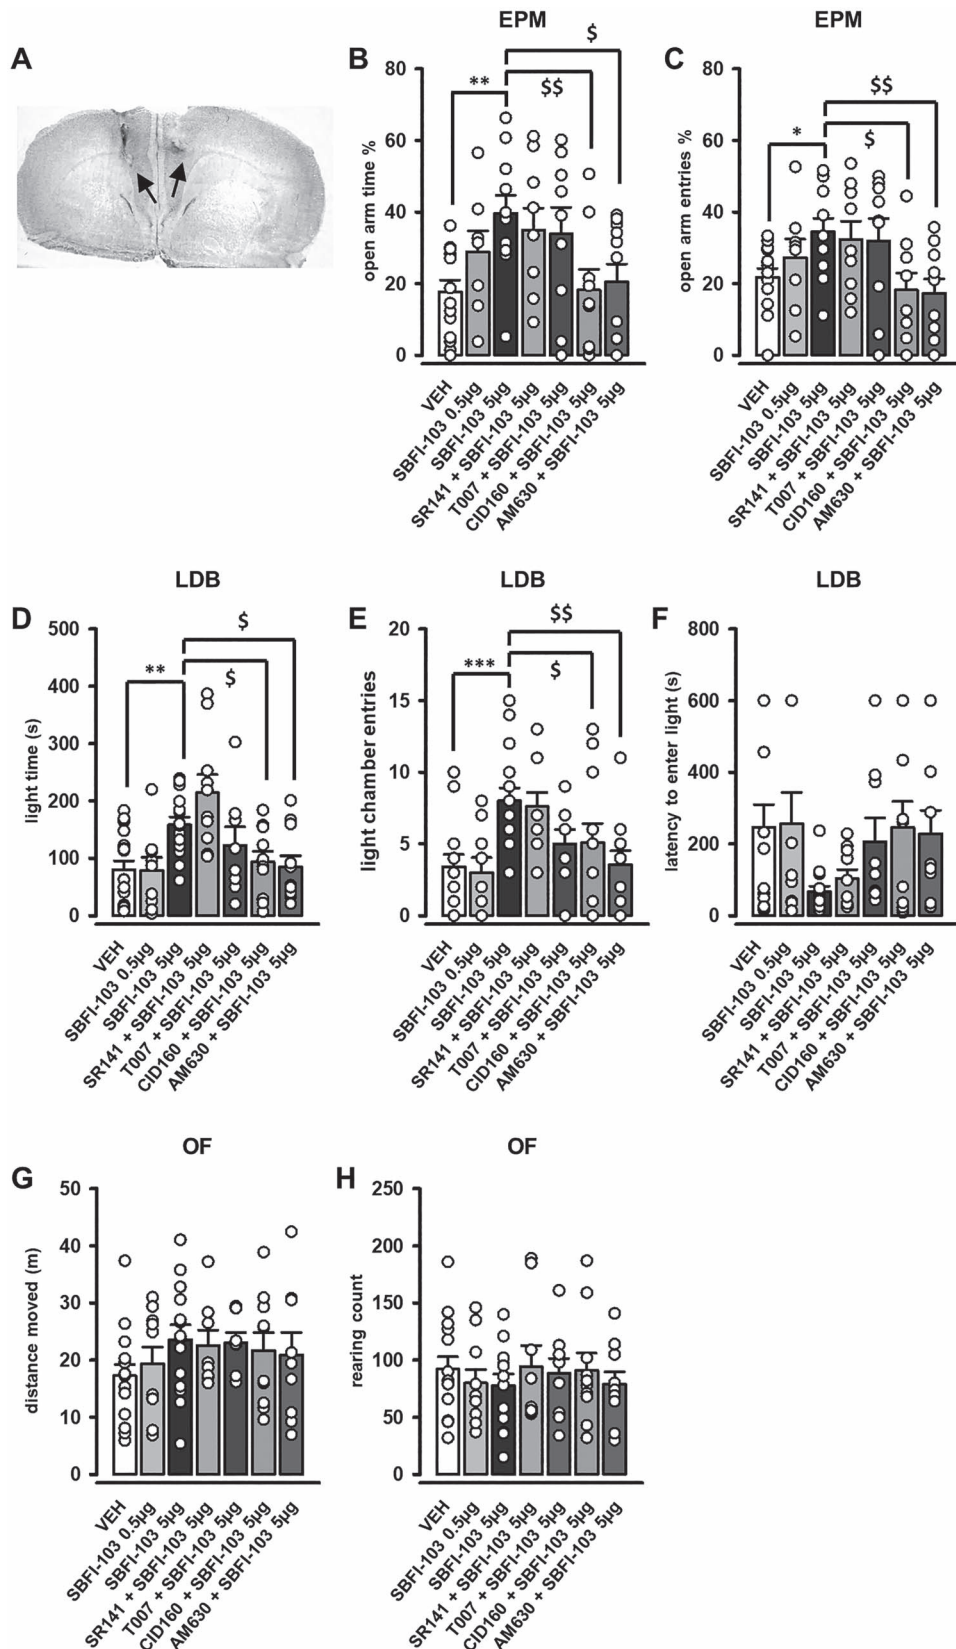 EPM
EPM
A
B
C
open arm time %
80
60
40
20
0
**
$$
$
VEH
SBFI-103 0.5µg
SBFI-103 5µg
SR141 + SBFI-103 5µg
T007 + SBFI-103 5µg
CID160 + SBFI-103 5µg
AM630 + SBFI-103 5µg
open arm entries %
80
60
40
20
0
*
$
$$
VEH
SBFI-103 0.5µg
SBFI-103 5µg
SR141 + SBFI-103 5µg
T007 + SBFI-103 5µg
CID160 + SBFI-103 5µg
AM630 + SBFI-103 5µg
LDB
LDB
LDB
D
E
F
light time (s)
500
400
300
200
100
0
**
$
$
VEH
SBFI-103 0.5µg
SBFI-103 5µg
SR141 + SBFI-103 5µg
T007 + SBFI-103 5µg
CID160 + SBFI-103 5µg
AM630 + SBFI-103 5µg
light chamber entries
20
15
10
5
0
***
$
$$
VEH
SBFI-103 0.5µg
SBFI-103 5µg
SR141 + SBFI-103 5µg
T007 + SBFI-103 5µg
CID160 + SBFI-103 5µg
AM630 + SBFI-103 5µg
latency to enter light (s)
800
600
400
200
0
VEH
SBFI-103 0.5µg
SBFI-103 5µg
SR141 + SBFI-103 5µg
T007 + SBFI-103 5µg
CID160 + SBFI-103 5µg
AM630 + SBFI-103 5µg
OF
OF
G
H
distance moved (m)
50
40
30
20
10
0
VEH
SBFI-103 0.5µg
SBFI-103 5µg
SR141 + SBFI-103 5µg
T007 + SBFI-103 5µg
CID160 + SBFI-103 5µg
AM630 + SBFI-103 5µg
rearing count
250
200
150
100
50
0
VEH
SBFI-103 0.5µg
SBFI-103 5µg
SR141 + SBFI-103 5µg
T007 + SBFI-103 5µg
CID160 + SBFI-103 5µg
AM630 + SBFI-103 5µg